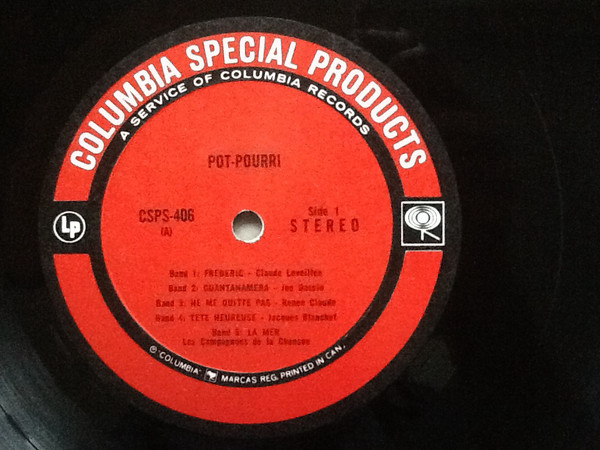 COLUMBIA SPECIAL PRODUCTS
A SERVICE OF COLUMBIA RECORDS
POT-POURRI
CSPS-406
(A)
Side 1
STEREO
Lp
Band 1: FREDERIC - Claude Leveillee
Band 2: GUANTANAMERA - Joe Dassin
Band 3: NE ME QUITTE PAS - Renee Claude
Band 4: TETE HEUREUSE - Jacques Blanchet
Band 5: LA MER
Les Compagnons de la Chanson
℗ "COLUMBIA" MARCAS REG. PRINTED IN CAN.